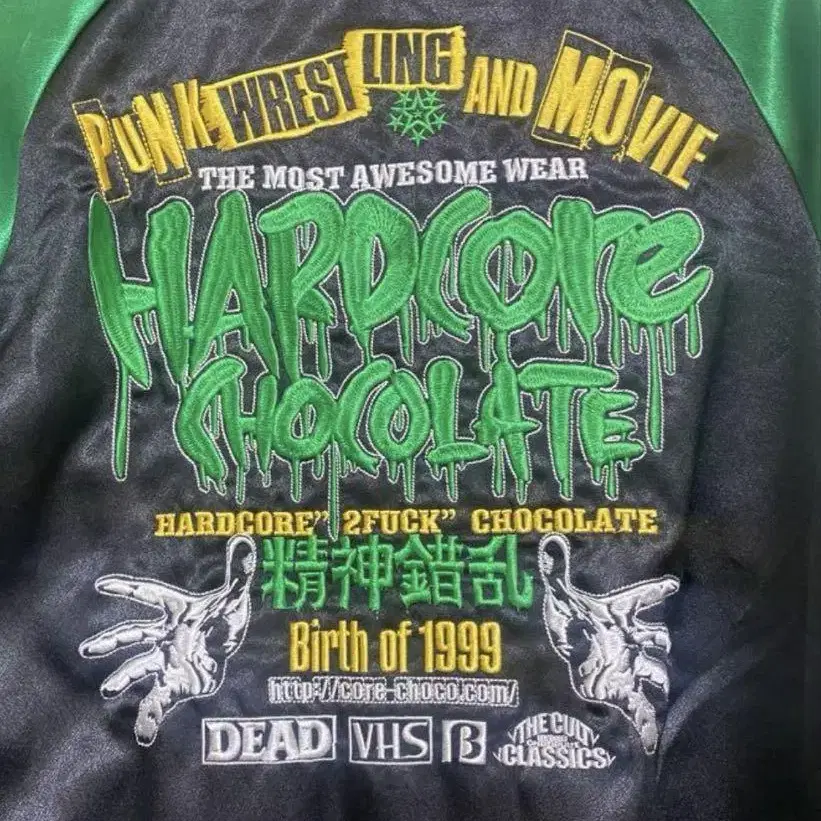 PUNK, WRESTLING AND MOVIE
THE MOST AWESOME WEAR
HARDCORE
CHOCOLATE
HARDCORE” 2FUCK” CHOCOLATE
精神錯乱
Birth of 1999
http://core-choco.com/
DEAD VHS β THE CULT
CLASSICS